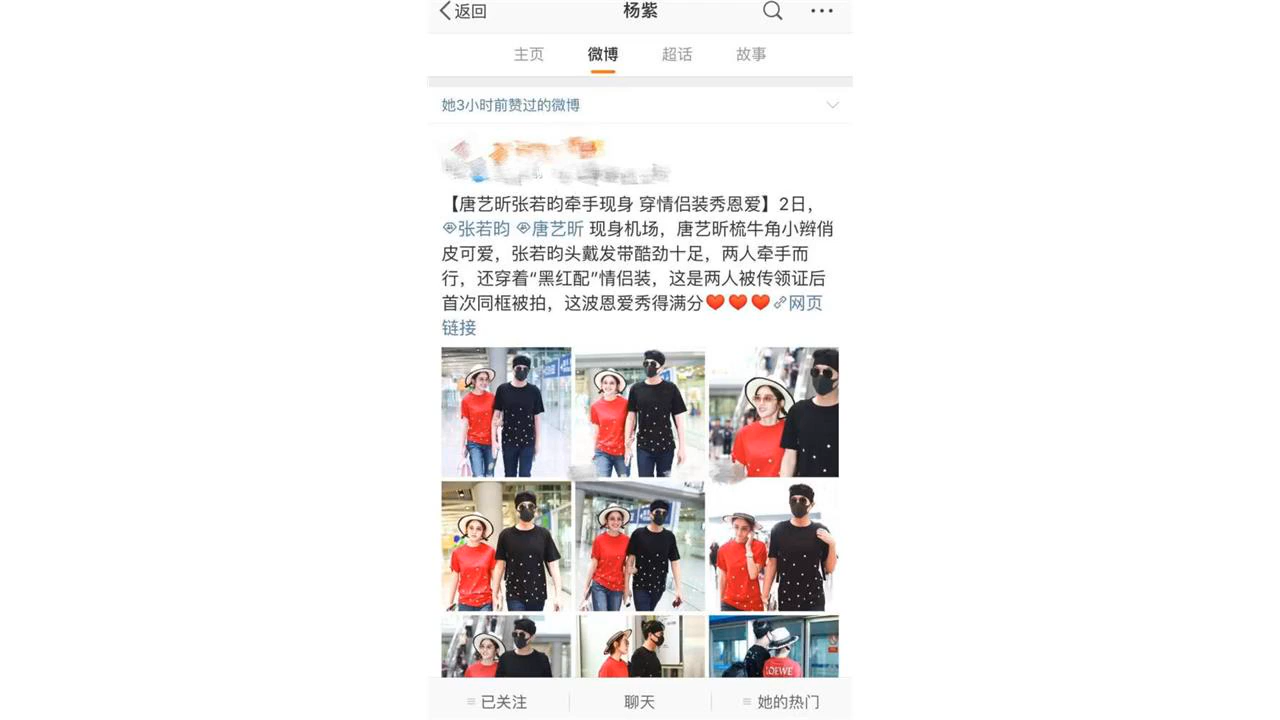 返回
杨紫
主页
微博
超话
故事
她3小时前赞过的微博
【唐艺昕张若昀牵手现身 穿情侣装秀恩爱】2日，
张若昀 唐艺昕 现身机场，唐艺昕梳牛角小辫俏
皮可爱，张若昀头戴发带酷劲十足，两人牵手而
行，还穿着“黑红配”情侣装，这是两人被传领证后
首次同框被拍，这波恩爱秀得满分❤️❤️❤️网页
链接
LOEWE
已关注
聊天
她的热门